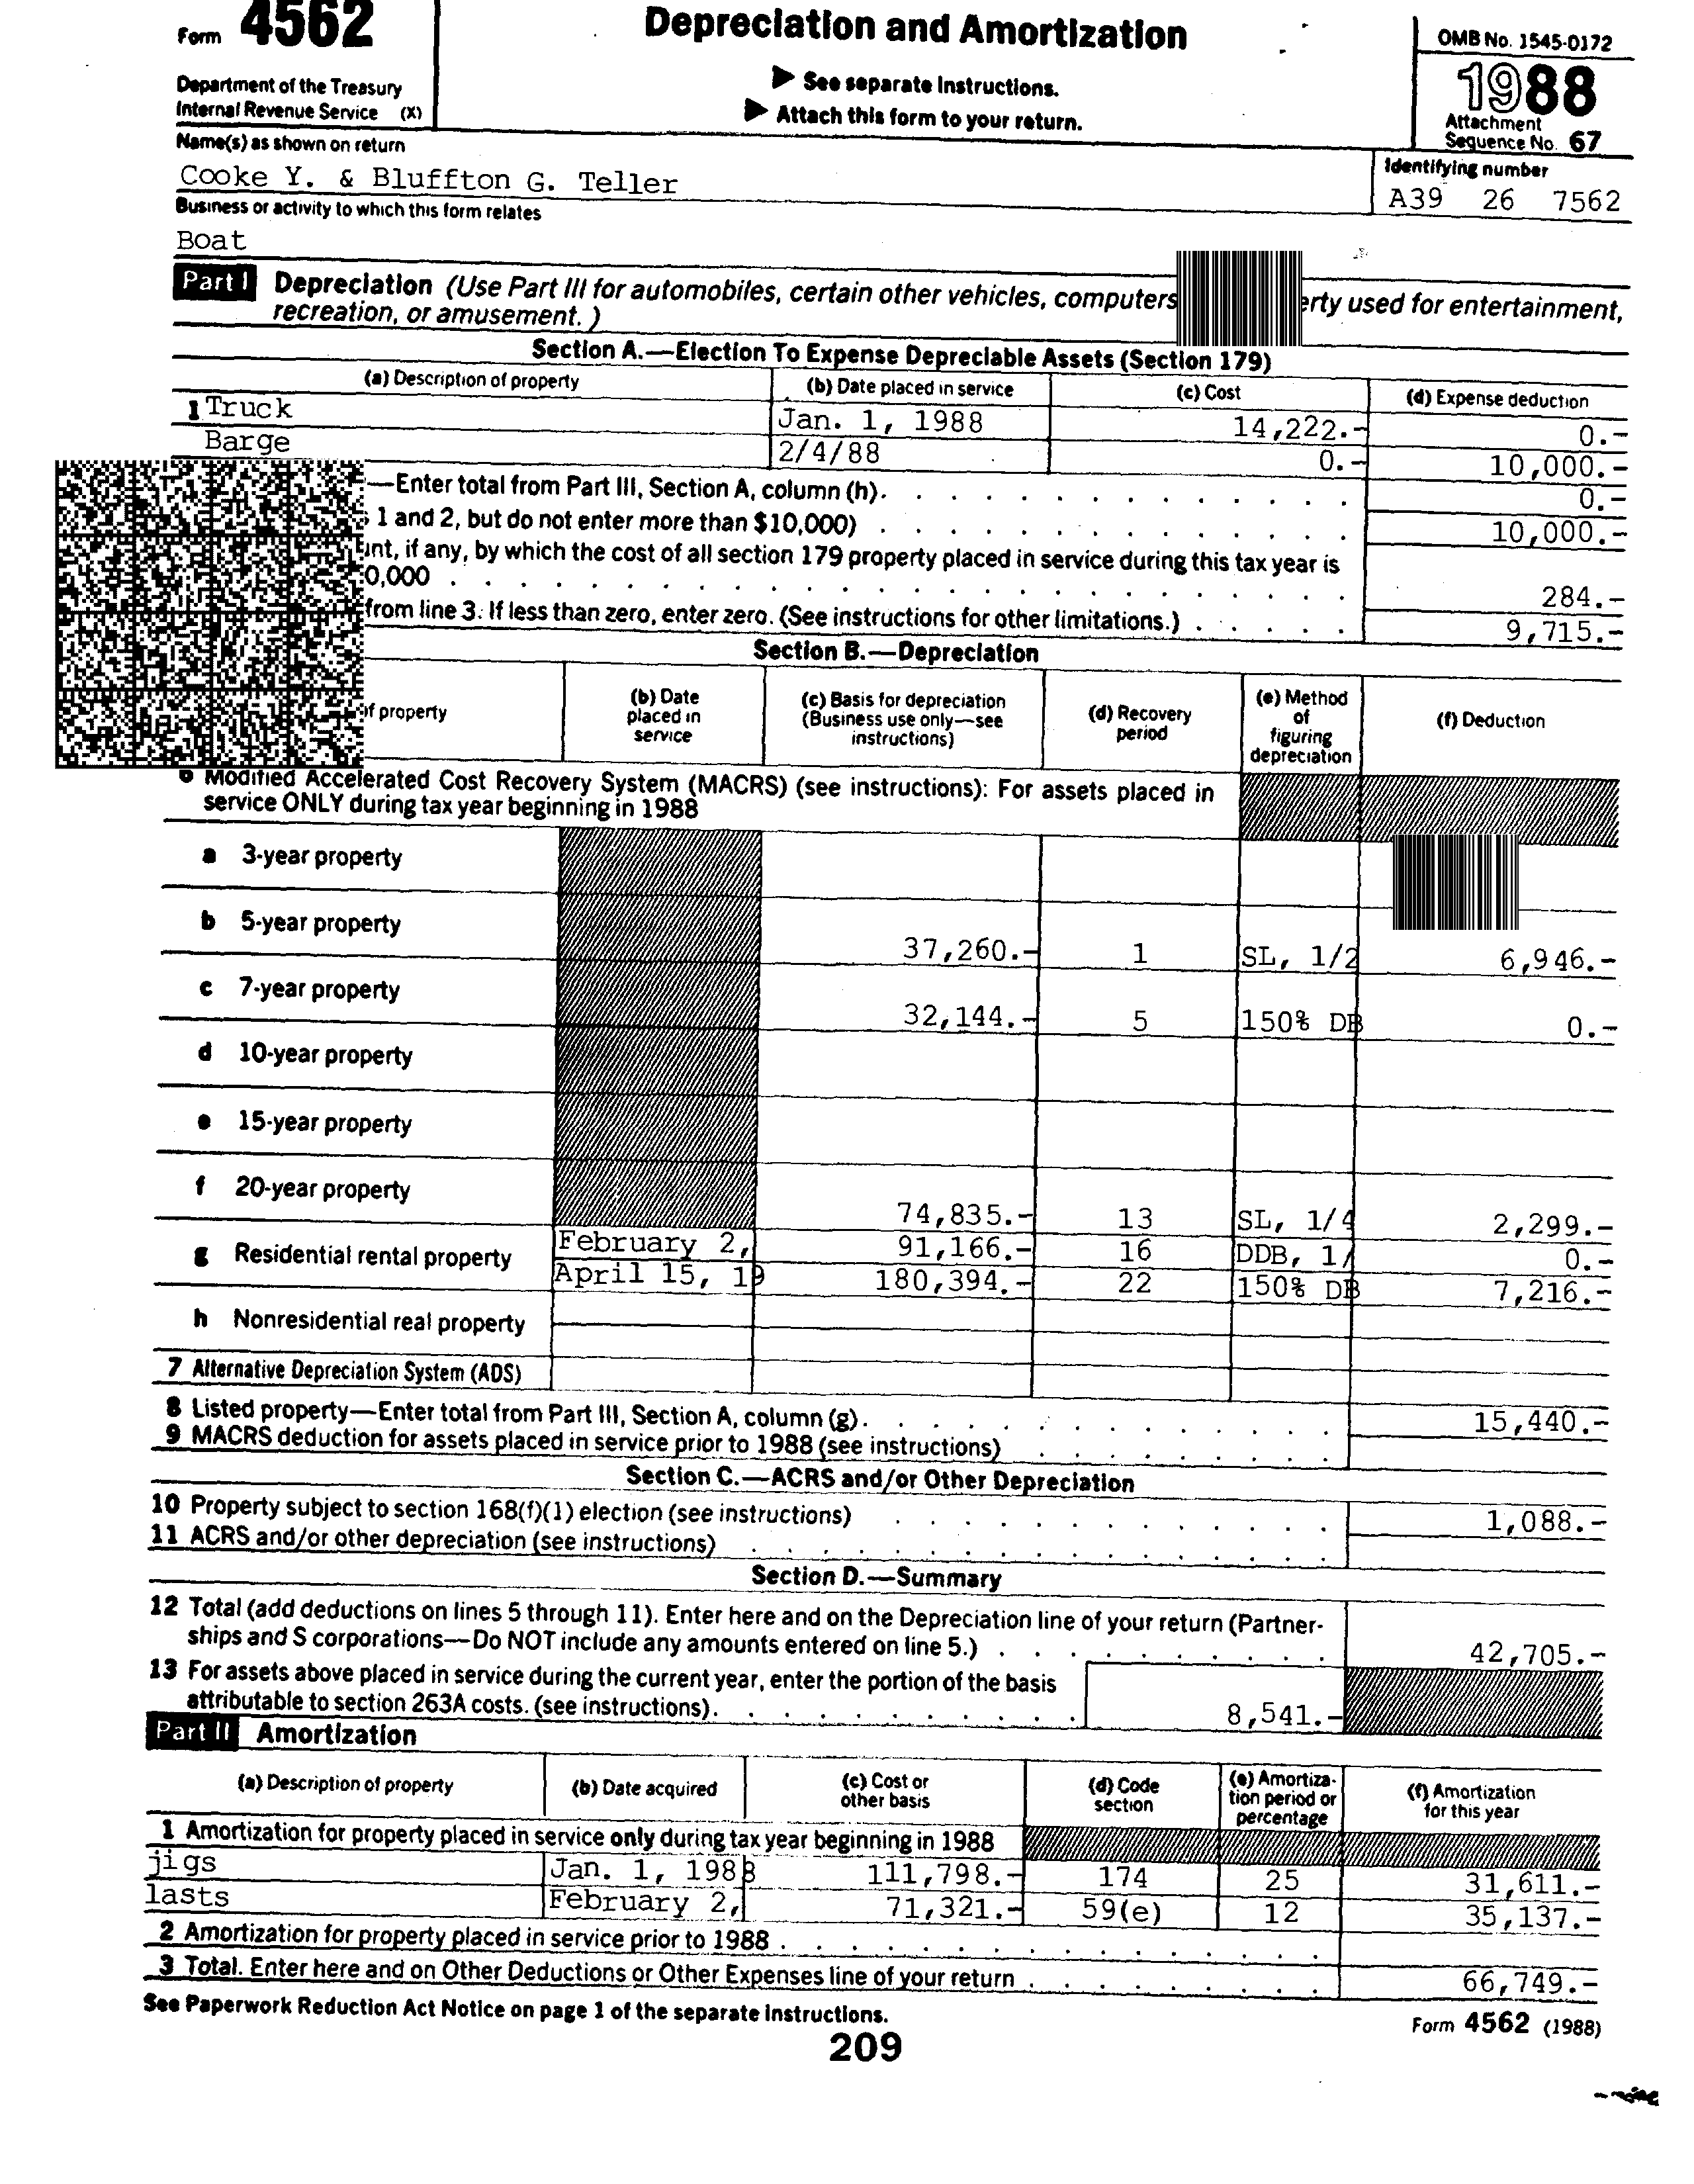 Form 4562
Depreciation and Amortization
OMB No. 1545-0172
Department of the Treasury
Internal Revenue Service (X)
▶ See separate Instructions.
▶ Attach this form to your return.
1988
Attachment
Sequence No. 67
Name(s) as shown on return
Identifying number
Cooke Y. & Bluffton G. Teller
A39 26 7562
Business or activity to which this form relates
Boat
Part I Depreciation (Use Part III for automobiles, certain other vehicles, computers erty used for entertainment,
recreation, or amusement.)
Section A.—Election To Expense Depreciable Assets (Section 179)
(a) Description of property (b) Date placed in service (c) Cost (d) Expense deduction
1 Truck Jan. 1, 1988 14,222.- 0.-
Barge 2/4/88 0.- 10,000.-
—Enter total from Part III, Section A, column (h). 0.-
1 and 2, but do not enter more than $10,000) 10,000.-
unt, if any, by which the cost of all section 179 property placed in service during this tax year is
0,000 284.-
from line 3. If less than zero, enter zero. (See instructions for other limitations.) 9,715.-
Section B.—Depreciation
of property (b) Date placed in service (c) Basis for depreciation (Business use only—see instructions) (d) Recovery period (e) Method of figuring depreciation (f) Deduction
6 Modified Accelerated Cost Recovery System (MACRS) (see instructions): For assets placed in
service ONLY during tax year beginning in 1988
a 3-year property
b 5-year property 37,260.- 1 SL, 1/2 6,946.-
c 7-year property 32,144.- 5 150% DB 0.-
d 10-year property
e 15-year property
f 20-year property 74,835.- 13 SL, 1/4 2,299.-
g Residential rental property February 2, 91,166.- 16 DDB, 1/ 0.-
April 15, 19 180,394.- 22 150% DB 7,216.-
h Nonresidential real property
7 Alternative Depreciation System (ADS)
8 Listed property—Enter total from Part III, Section A, column (g). 15,440.-
9 MACRS deduction for assets placed in service prior to 1988 (see instructions)
Section C.—ACRS and/or Other Depreciation
10 Property subject to section 168(f)(1) election (see instructions) 1,088.-
11 ACRS and/or other depreciation (see instructions)
Section D.—Summary
12 Total (add deductions on lines 5 through 11). Enter here and on the Depreciation line of your return (Partner-
ships and S corporations—Do NOT include any amounts entered on line 5.) 42,705.-
13 For assets above placed in service during the current year, enter the portion of the basis
attributable to section 263A costs. (see instructions). 8,541.-
Part II Amortization
(a) Description of property (b) Date acquired (c) Cost or other basis (d) Code section (e) Amortiza-tion period or percentage (f) Amortization for this year
1 Amortization for property placed in service only during tax year beginning in 1988
jigs Jan. 1, 1988 111,798.- 174 25 31,611.-
lasts February 2, 71,321.- 59(e) 12 35,137.-
2 Amortization for property placed in service prior to 1988
3 Total. Enter here and on Other Deductions or Other Expenses line of your return 66,749.-
See Paperwork Reduction Act Notice on page 1 of the separate Instructions.
Form 4562 (1988)
209